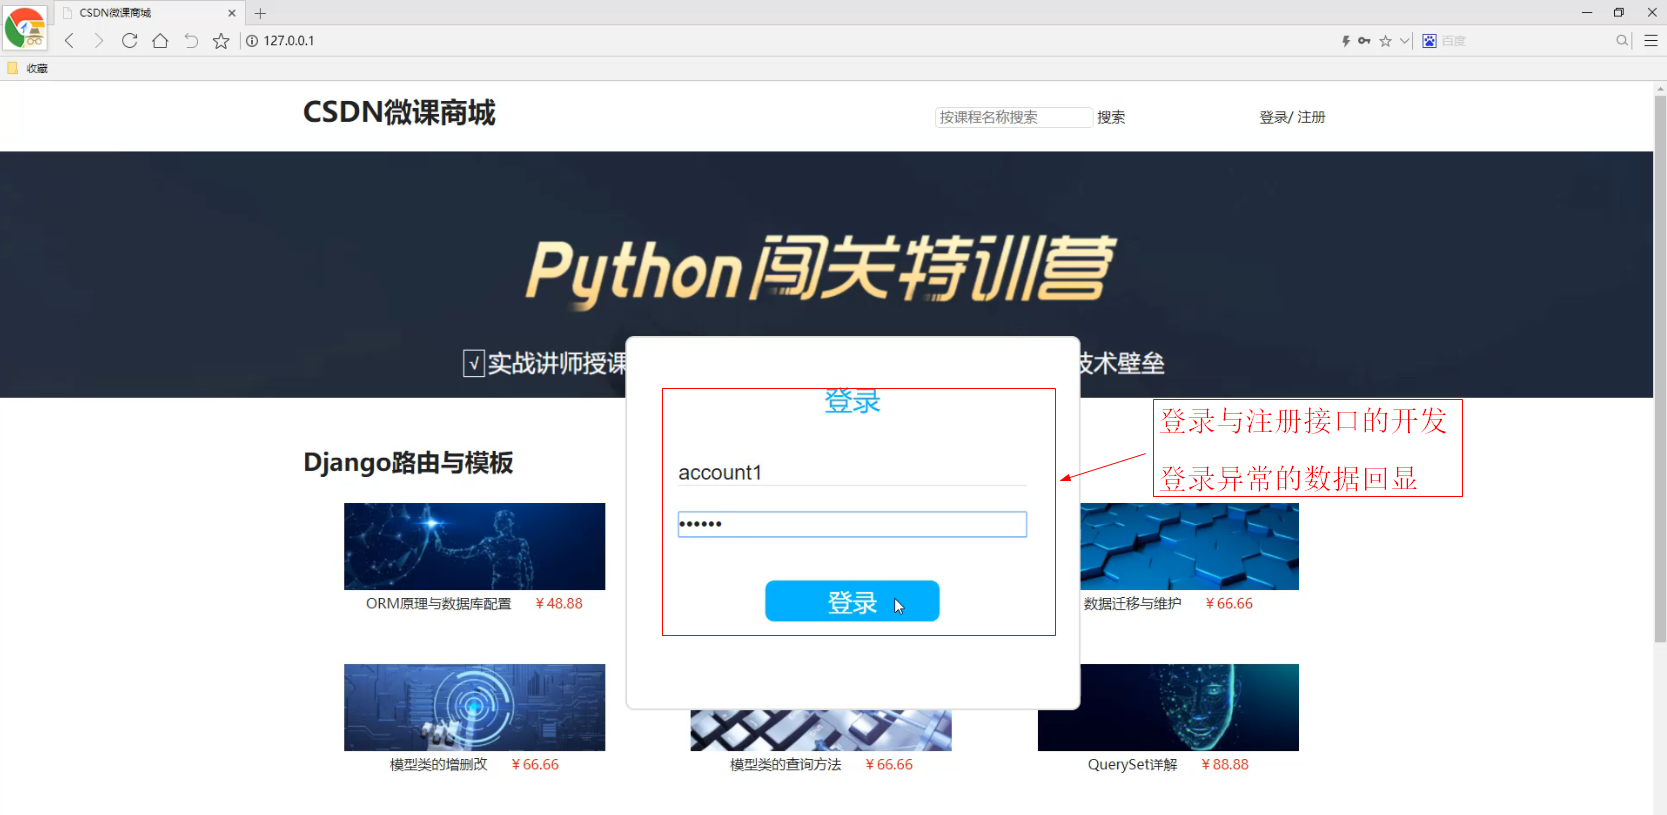 CSDN微课商城
127.0.0.1
百度
收藏
CSDN微课商城
按课程名称搜索 搜索
登录/ 注册
Python闯关特训营
√ 实战讲师授课
技术壁垒
登录
account1
••••••
登录
登录与注册接口的开发
登录异常的数据回显
Django路由与模板
ORM原理与数据库配置 ￥48.88
数据迁移与维护 ￥66.66
模型类的增删改 ￥66.66
模型类的查询方法 ￥66.66
QuerySet详解 ￥88.88